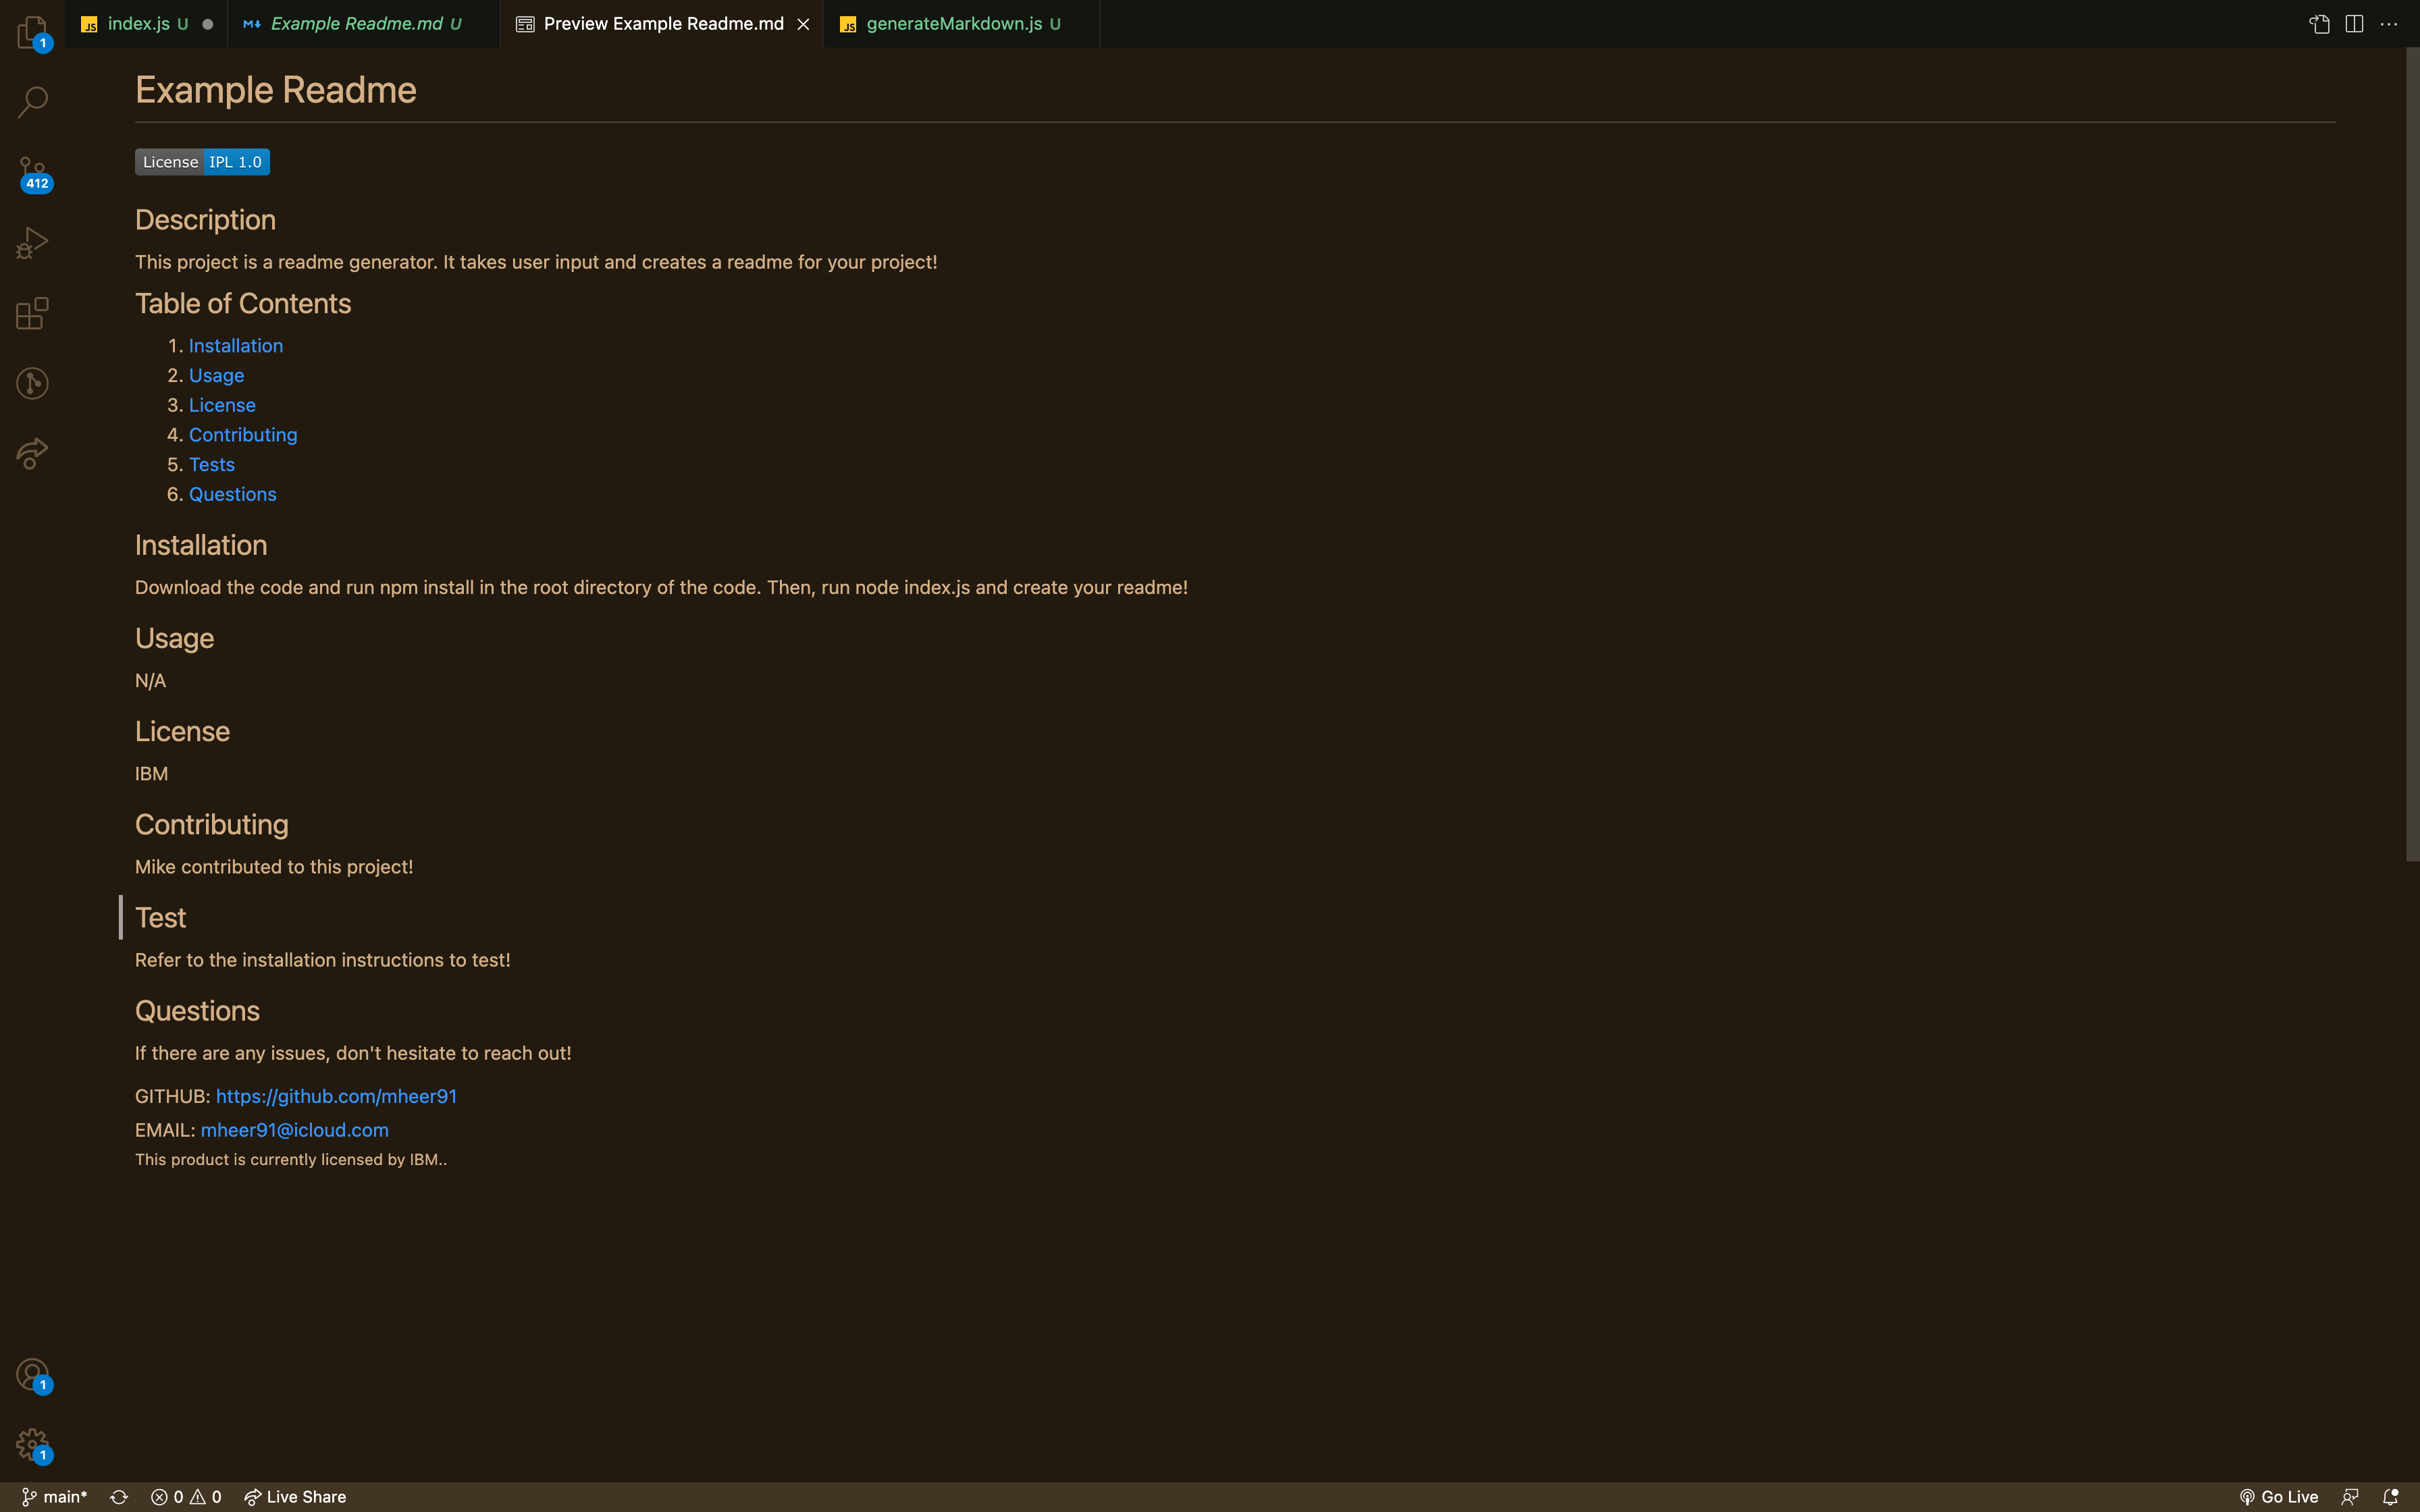 1
index.js U
Example Readme.md U
Preview Example Readme.md
generateMarkdown.js U
Example Readme
License IPL 1.0
412
Description
This project is a readme generator. It takes user input and creates a readme for your project!
Table of Contents
1. Installation
2. Usage
3. License
4. Contributing
5. Tests
6. Questions
Installation
Download the code and run npm install in the root directory of the code. Then, run node index.js and create your readme!
Usage
N/A
License
IBM
Contributing
Mike contributed to this project!
Test
Refer to the installation instructions to test!
Questions
If there are any issues, don't hesitate to reach out!
GITHUB: https://github.com/mheer91
EMAIL: mheer91@icloud.com
This product is currently licensed by IBM..
1
1
main* 0 0 Live Share Go Live